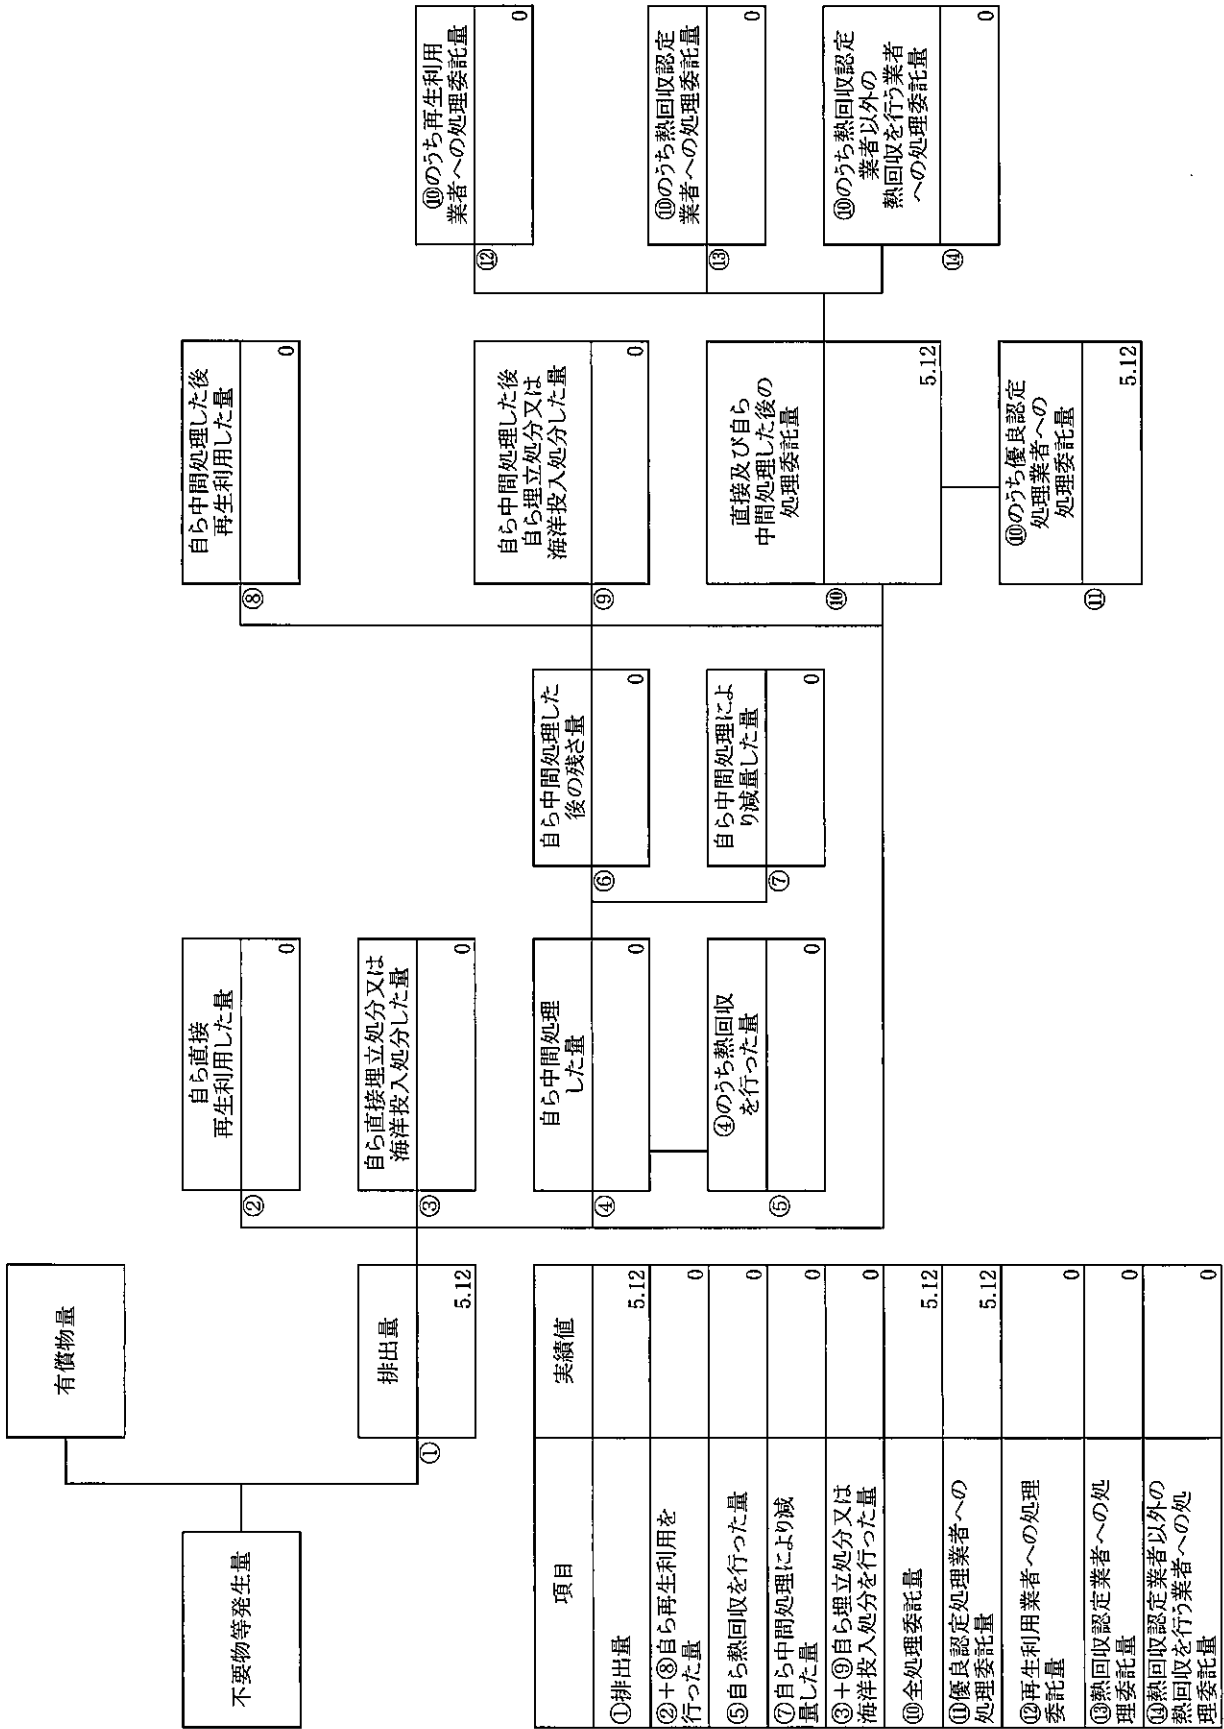 有償物量
不要物等発生量
①
排出量
5.12
②
自ら直接
再生利用した量
0
③
自ら直接埋立処分又は
海洋投入処分した量
0
④
自ら中間処理
した量
0
⑤
④のうち熱回収
を行った量
0
⑥
自ら中間処理した
後の残さ量
0
⑦
自ら中間処理によ
り減量した量
0
⑧
自ら中間処理した後
再生利用した量
0
⑨
自ら中間処理した後
自ら埋立処分又は
海洋投入処分した量
0
⑩
直接及び自ら
中間処理した後の
処理委託量
5.12
⑪
⑩のうち優良認定
処理業者への
処理委託量
5.12
⑫
⑩のうち再生利用
業者への処理委託量
0
⑬
⑩のうち熱回収認定
業者への処理委託量
0
⑭
⑩のうち熱回収認定
業者以外の
熱回収を行う業者
への処理委託量
0
項目 実績値
①排出量 5.12
②+⑧自ら再生利用を
行った量 0
⑤自ら熱回収を行った量 0
⑦自ら中間処理により減
量した量 0
③+⑨自ら埋立処分又は
海洋投入処分を行った量 0
⑩全処理委託量 5.12
⑪優良認定処理業者への
処理委託量 5.12
⑫再生利用業者への処理
委託量 0
⑬熱回収認定業者への処
理委託量 0
⑭熱回収認定業者以外の
熱回収を行う業者への処
理委託量 0